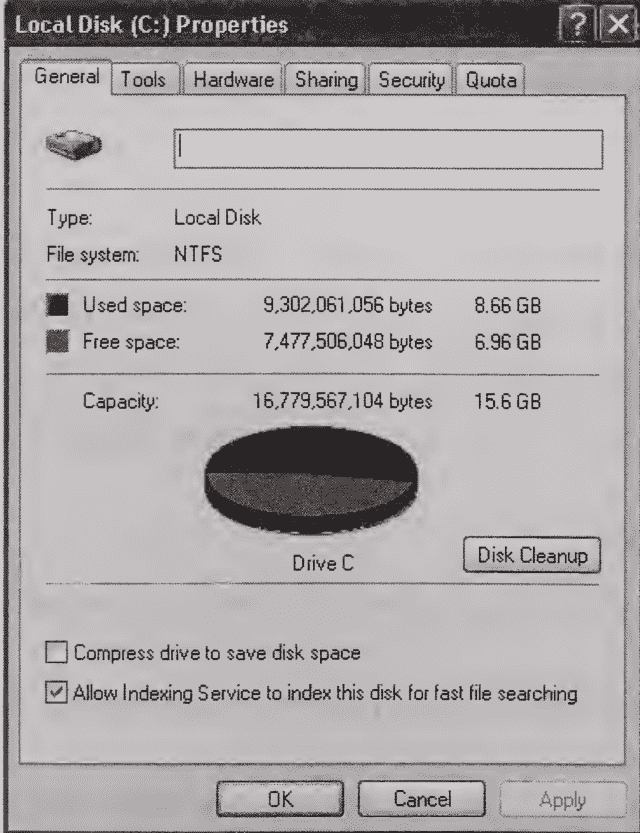 Local Disk (C:) Properties
General Tools Hardware Sharing Security Quota
Type: Local Disk
File system: NTFS
Used space: 9,302,061,056 bytes 8.66 GB
Free space: 7,477,506,048 bytes 6.96 GB
Capacity: 16,779,567,104 bytes 15.6 GB
Drive C
Disk Cleanup
Compress drive to save disk space
Allow Indexing Service to index this disk for fast file searching
OK Cancel Apply